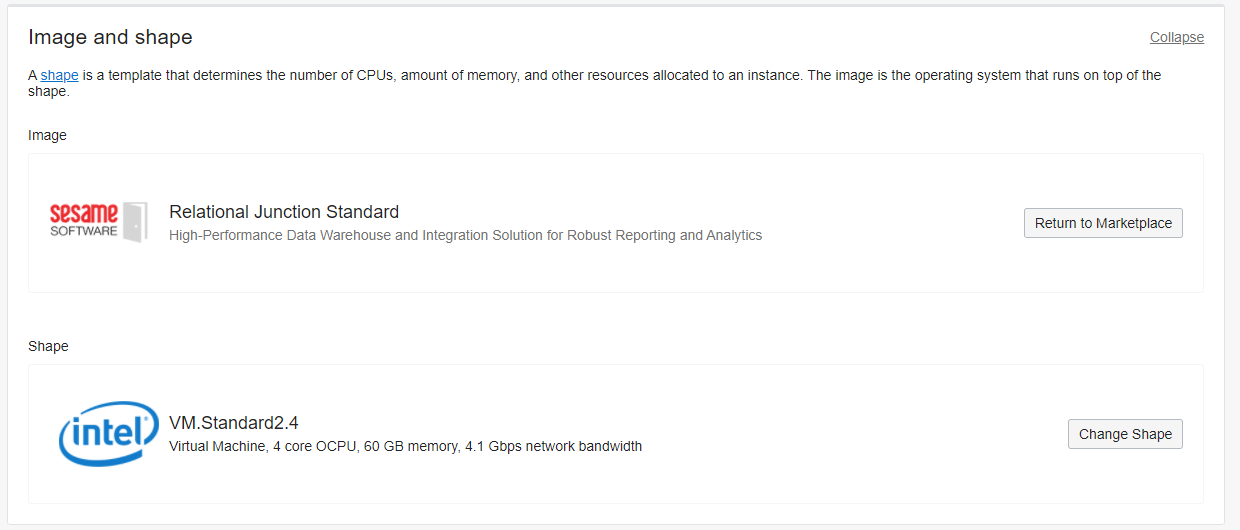 Image and shape
Collapse
A shape is a template that determines the number of CPUs, amount of memory, and other resources allocated to an instance. The image is the operating system that runs on top of the
shape.
Image
sesame
SOFTWARE
Relational Junction Standard
High-Performance Data Warehouse and Integration Solution for Robust Reporting and Analytics
Return to Marketplace
Shape
intel®
VM.Standard2.4
Virtual Machine, 4 core OCPU, 60 GB memory, 4.1 Gbps network bandwidth
Change Shape